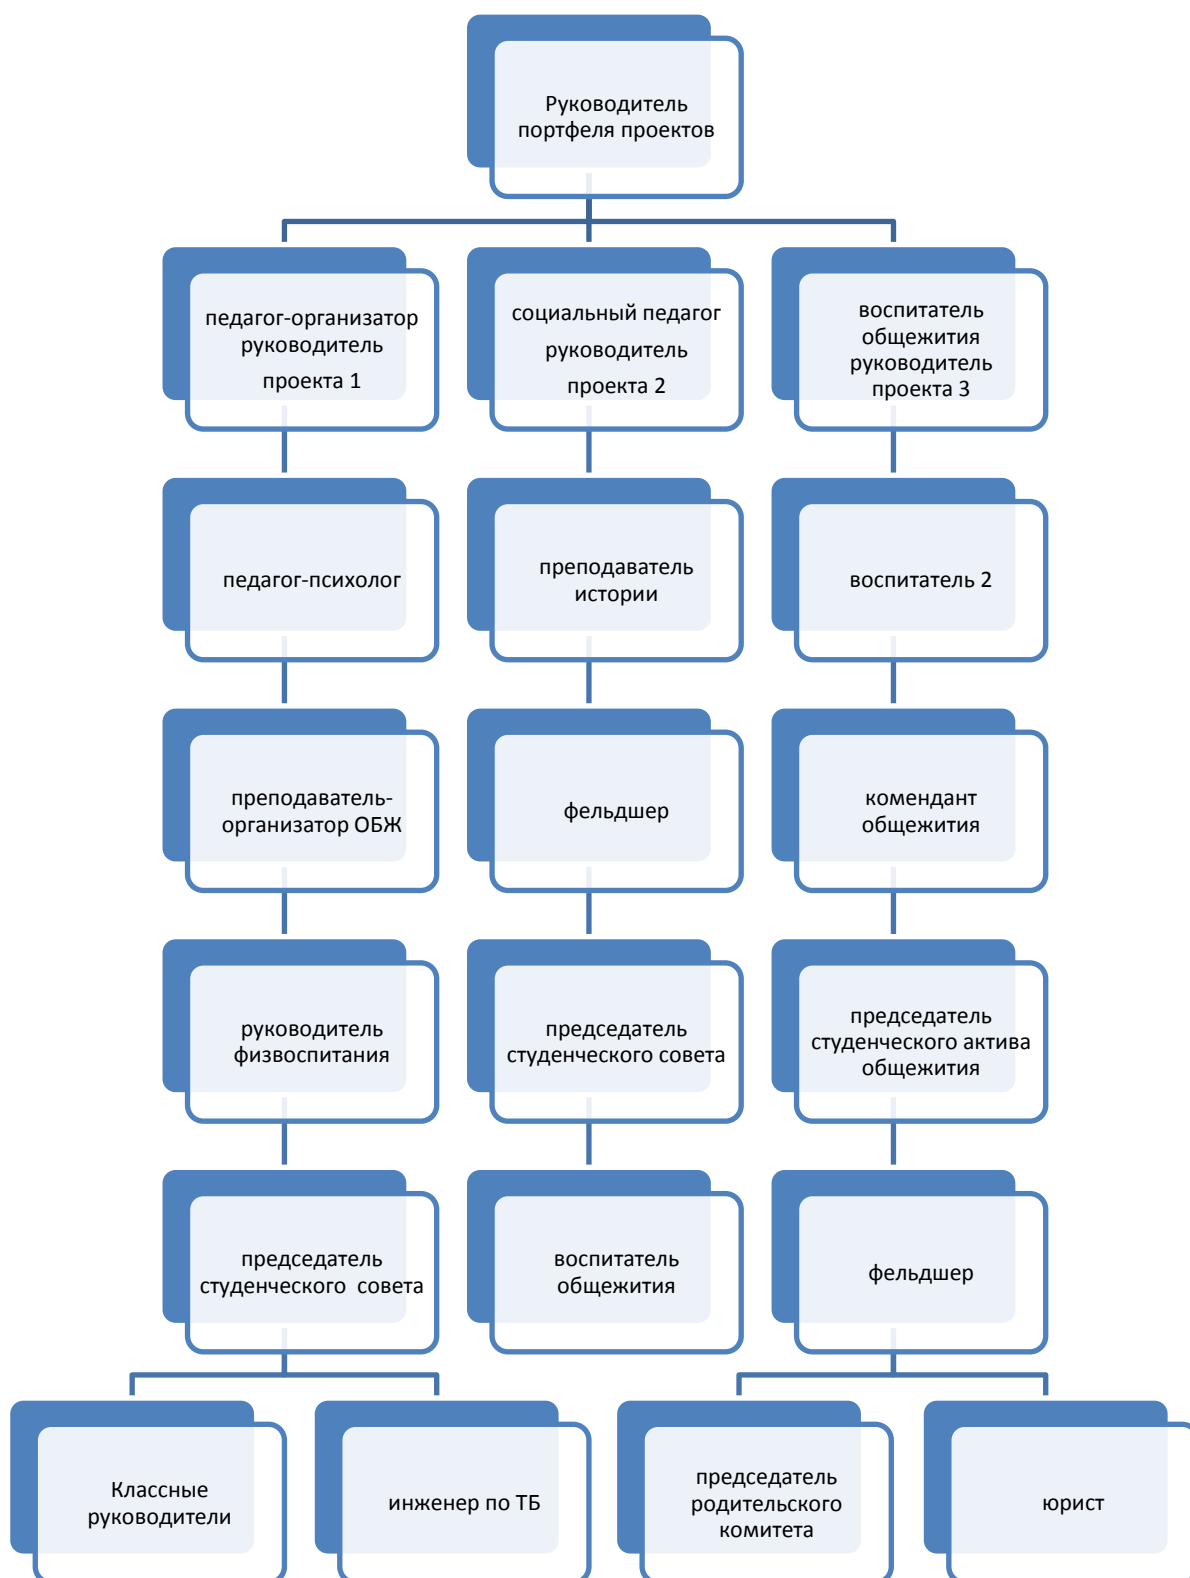 Руководитель
портфеля проектов
педагог-организатор
руководитель
проекта 1
социальный педагог
руководитель
проекта 2
воспитатель
общежития
руководитель
проекта 3
педагог-психолог
преподаватель
истории
воспитатель 2
преподаватель-
организатор ОБЖ
фельдшер
комендант
общежития
руководитель
физвоспитания
председатель
студенческого совета
председатель
студенческого актива
общежития
председатель
студенческого  совета
воспитатель
общежития
фельдшер
Классные
руководители
инженер по ТБ
председатель
родительского
комитета
юрист